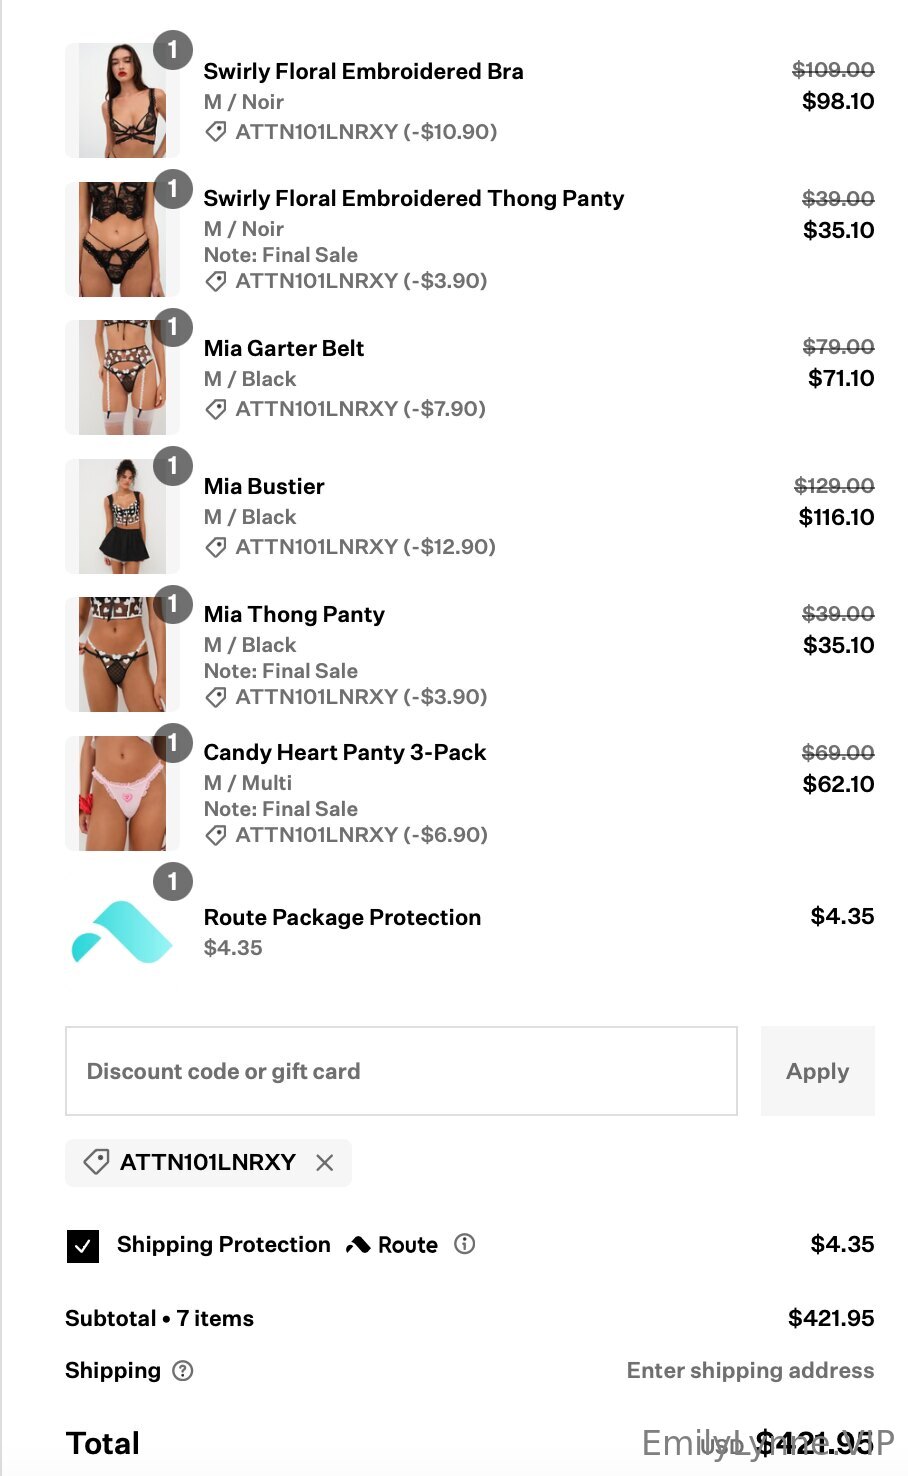 1
Swirly Floral Embroidered Bra
$109.00
M / Noir
$98.10
ATTN101LNRXY (-$10.90)
1
Swirly Floral Embroidered Thong Panty
$39.00
M / Noir
$35.10
Note: Final Sale
ATTN101LNRXY (-$3.90)
1
Mia Garter Belt
$79.00
M / Black
$71.10
ATTN101LNRXY (-$7.90)
1
Mia Bustier
$129.00
M / Black
$116.10
ATTN101LNRXY (-$12.90)
1
Mia Thong Panty
$39.00
M / Black
$35.10
Note: Final Sale
ATTN101LNRXY (-$3.90)
1
Candy Heart Panty 3-Pack
$69.00
M / Multi
$62.10
Note: Final Sale
ATTN101LNRXY (-$6.90)
1
Route Package Protection
$4.35
$4.35
Discount code or gift card
Apply
ATTN101LNRXY
Shipping Protection Route
$4.35
Subtotal • 7 items
$421.95
Shipping
Enter shipping address
Total
USD $421.95
EmilyLynne.VIP